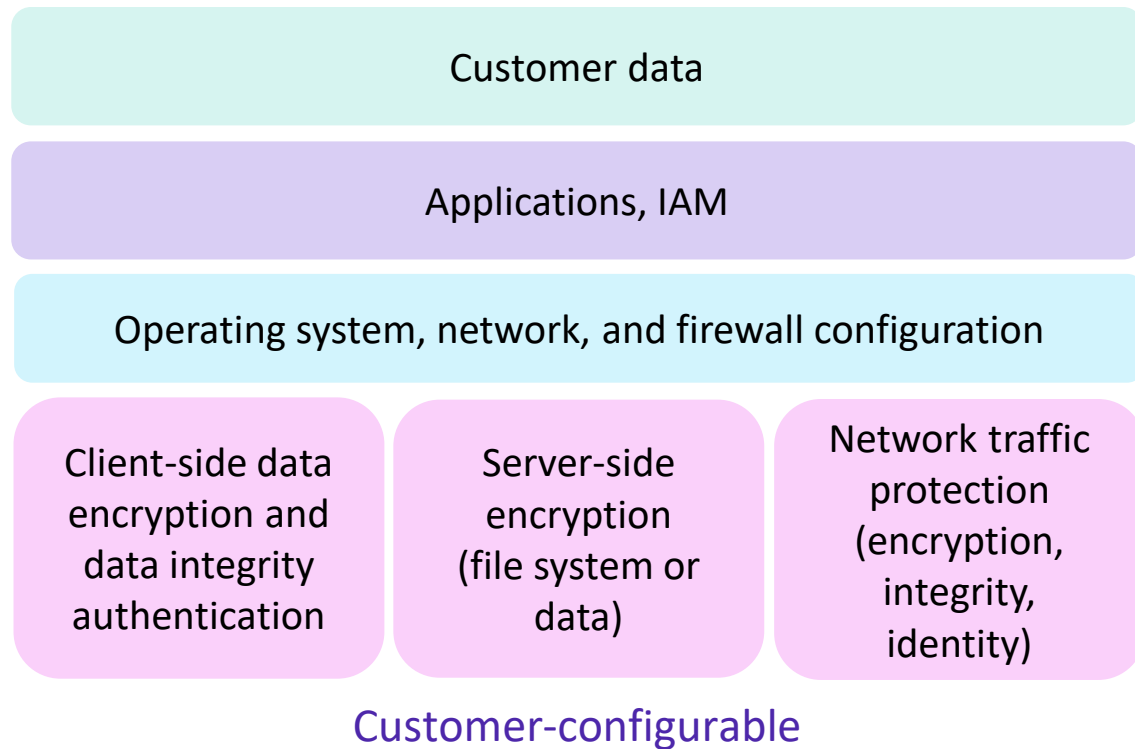 Customer data
Applications, IAM
Operating system, network, and firewall configuration
Client-side data
encryption and
data integrity
authentication
Server-side
encryption
(file system or
data)
Network traffic
protection
(encryption,
integrity,
identity)
Customer-configurable